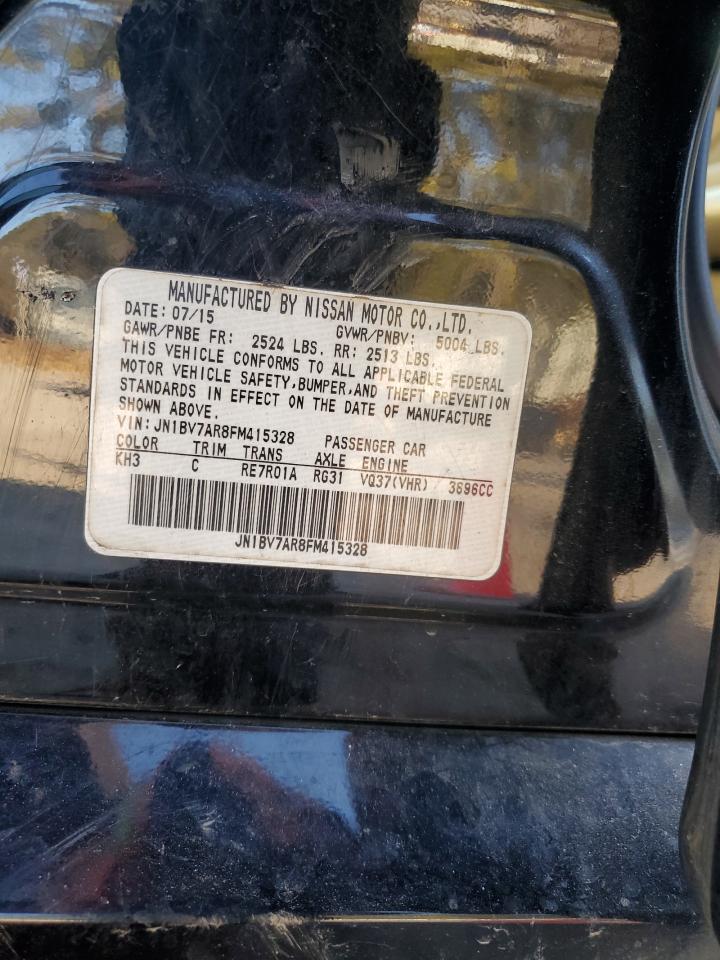 MANUFACTURED BY NISSAN MOTOR CO.,LTD.
DATE: 07/15 GVWR/PNBV: 5004 LBS.
GAWR/PNBE FR: 2524 LBS. RR: 2513 LBS.
THIS VEHICLE CONFORMS TO ALL APPLICABLE FEDERAL
MOTOR VEHICLE SAFETY,BUMPER,AND THEFT PREVENTION
STANDARDS IN EFFECT ON THE DATE OF MANUFACTURE
SHOWN ABOVE.
VIN:JN1BV7AR8FM415328 PASSENGER CAR
COLOR TRIM TRANS AXLE ENGINE
KH3 C RE7R01A RG31 VQ37(VHR) / 3696CC
JN1BV7AR8FM415328